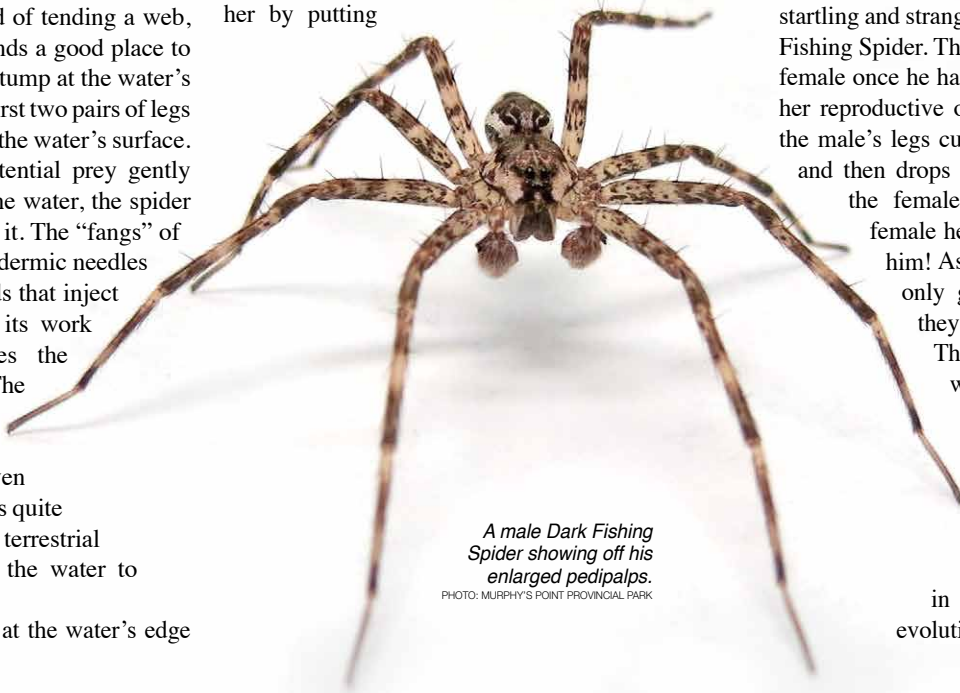 d of tending a web,
nds a good place to
tump at the water's
rst two pairs of legs
the water's surface.
tential prey gently
ne water, the spider
it. The “fangs” of
dermic needles
ls that inject
its work
es the
The
ven
s quite
terrestrial
the water to
at the water's edge
her by putting
A male Dark Fishing
Spider showing off his
enlarged pedipalps.
PHOTO: MURPHY'S POINT PROVINCIAL PARK
startling and strang
Fishing Spider. Th
female once he ha
her reproductive o
the male's legs cu
and then drops
the female
female he
him! As
only g
they
Th
w
in
evoluti